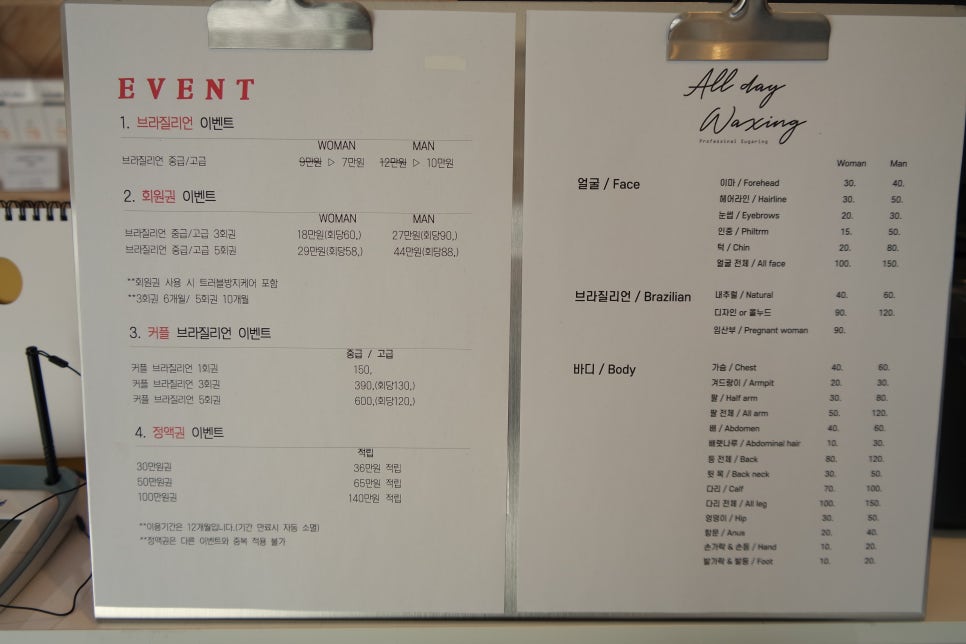 EVENT
1. 브라질리언 이벤트
WOMAN MAN
브라질리언 중급/고급 9만원 ▷ 7만원 12만원 ▷ 10만원
2. 회원권 이벤트
WOMAN MAN
브라질리언 중급/고급 3회권 18만원(회당60,) 27만원(회당90,)
브라질리언 중급/고급 5회권 29만원(회당58,) 44만원(회당88,)
**회원권 사용 시 트러블방지케어 포함
**3회권 6개월/ 5회권 10개월
3. 커플 브라질리언 이벤트
중급 / 고급
커플 브라질리언 1회권 150,
커플 브라질리언 3회권 390,(회당130,)
커플 브라질리언 5회권 600,(회당120,)
4. 정액권 이벤트
적립
30만원권 36만원 적립
50만원권 65만원 적립
100만원권 140만원 적립
**이용기간은 12개월입니다.(기간 만료시 자동 소멸)
**정액권은 다른 이벤트와 중복 적용 불가
All day
Waxing
Professional Sugaring
Woman Man
얼굴 / Face
이마 / Forehead 30. 40.
헤어라인 / Hairline 30. 50.
눈썹 / Eyebrows 20. 30.
인중 / Philtrm 15. 50.
턱 / Chin 20. 80.
얼굴 전체 / All face 100. 150.
브라질리언 / Brazilian
내추럴 / Natural 40. 60.
디자인 or 올누드 90. 120.
임산부 / Pregnant woman 90.
바디 / Body
가슴 / Chest 40. 60.
겨드랑이 / Armpit 20. 30.
팔 / Half arm 30. 80.
팔 전체 / All arm 50. 120.
배 / Abdomen 40. 60.
배렛나루 / Abdominal hair 10. 30.
등 전체 / Back 80. 120.
뒷 목 / Back neck 30. 50.
다리 / Calf 70. 100.
다리 전체 / All leg 100. 150.
엉덩이 / Hip 30. 50.
항문 / Anus 20. 40.
손가락 & 손등 / Hand 10. 20.
발가락 & 발등 / Foot 10. 20.